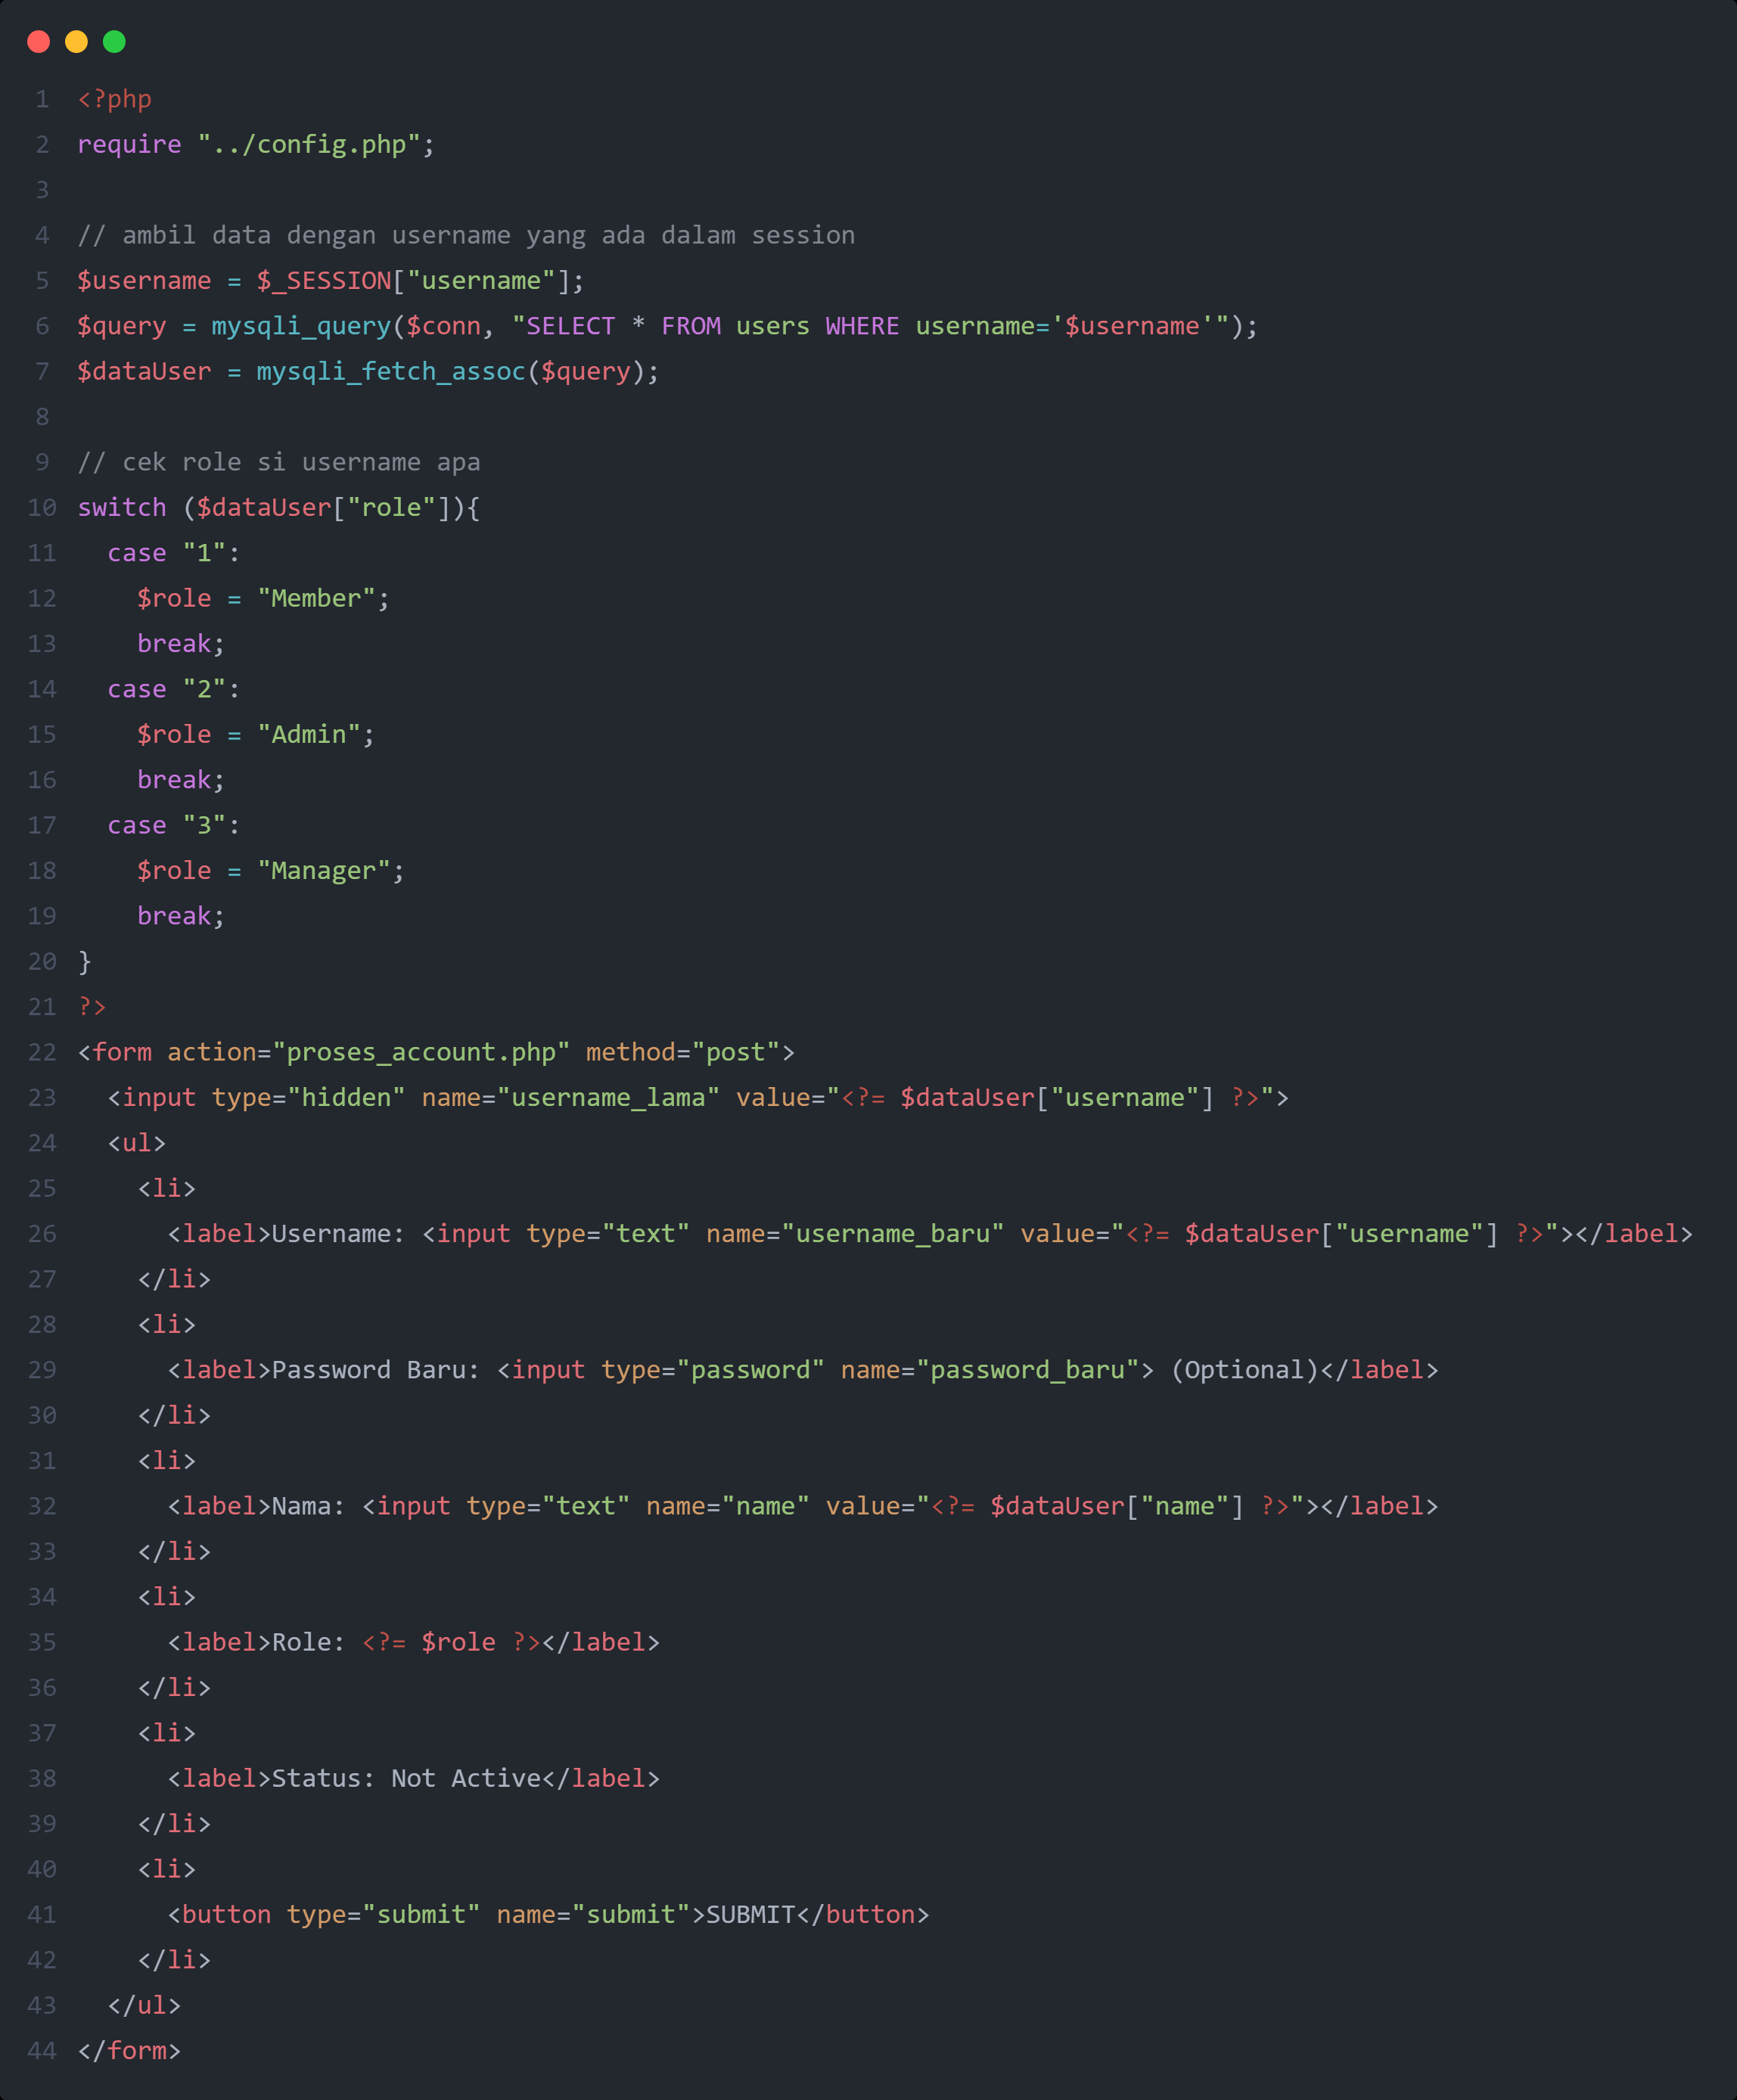 1 <?php
2 require "../config.php";
3
4 // ambil data dengan username yang ada dalam session
5 $username = $_SESSION["username"];
6 $query = mysqli_query($conn, "SELECT * FROM users WHERE username='$username'");
7 $dataUser = mysqli_fetch_assoc($query);
8
9 // cek role si username apa
10 switch ($dataUser["role"]){
11   case "1":
12     $role = "Member";
13     break;
14   case "2":
15     $role = "Admin";
16     break;
17   case "3":
18     $role = "Manager";
19     break;
20 }
21 ?>
22 <form action="proses_account.php" method="post">
23   <input type="hidden" name="username_lama" value="<?= $dataUser["username"] ?>">
24   <ul>
25     <li>
26       <label>Username: <input type="text" name="username_baru" value="<?= $dataUser["username"] ?>"></label>
27     </li>
28     <li>
29       <label>Password Baru: <input type="password" name="password_baru"> (Optional)</label>
30     </li>
31     <li>
32       <label>Nama: <input type="text" name="name" value="<?= $dataUser["name"] ?>"></label>
33     </li>
34     <li>
35       <label>Role: <?= $role ?></label>
36     </li>
37     <li>
38       <label>Status: Not Active</label>
39     </li>
40     <li>
41       <button type="submit" name="submit">SUBMIT</button>
42     </li>
43   </ul>
44 </form>